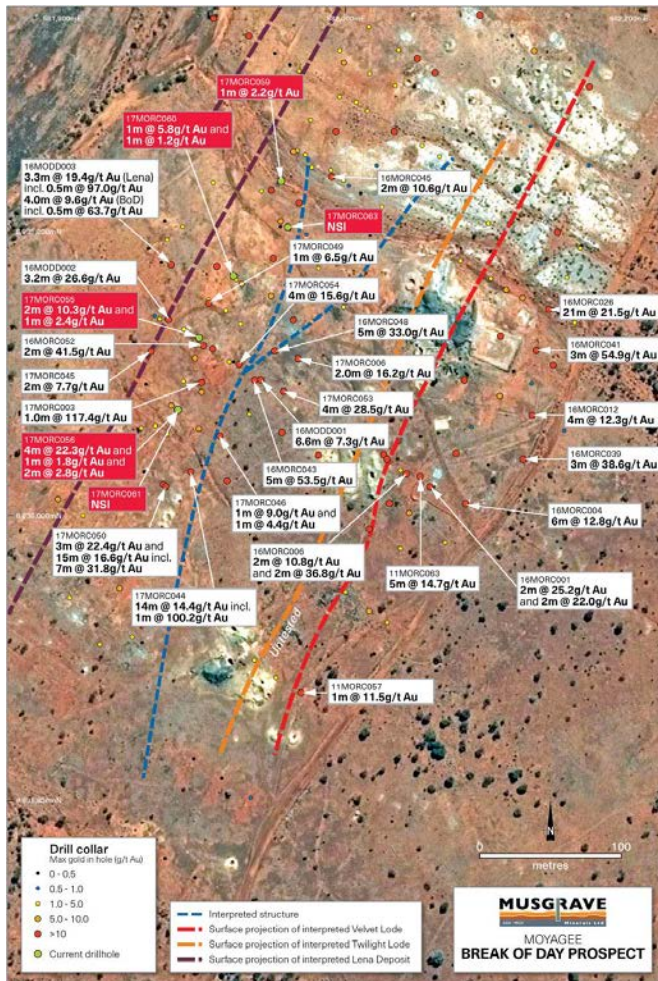 17MORC059
1m @ 2.2g/t Au
17MORC060
1m @ 5.8g/t Au and
1m @ 1.2g/t Au
16MODD003
3.3m @ 19.4g/t Au (Lena)
incl. 0.5m @ 97.0g/t Au
4.0m @ 9.6g/t Au (BoD)
incl. 0.5m @ 63.7g/t Au
16MORC045
2m @ 10.6g/t Au
17MORC063
NSI
17MORC049
1m @ 6.5g/t Au
16MODD002
3.2m @ 26.6g/t Au
17MORC054
4m @ 15.6g/t Au
17MORC055
2m @ 10.3g/t Au and
1m @ 2.4g/t Au
16MORC026
21m @ 21.5g/t Au
16MORC048
5m @ 33.0g/t Au
16MORC052
2m @ 41.5g/t Au
16MORC041
3m @ 54.9g/t Au
17MORC006
2.0m @ 16.2g/t Au
17MORC045
2m @ 7.7g/t Au
17MORC053
4m @ 28.5g/t Au
17MORC003
1.0m @ 117.4g/t Au
16MORC012
4m @ 12.3g/t Au
16MODD001
6.6m @ 7.3g/t Au
17MORC056
4m @ 22.3g/t Au and
1m @ 1.8g/t Au and
2m @ 2.8g/t Au
16MORC039
3m @ 38.6g/t Au
16MORC043
5m @ 53.5g/t Au
17MORC061
NSI
17MORC046
1m @ 9.0g/t Au and
1m @ 4.4g/t Au
16MORC004
6m @ 12.8g/t Au
17MORC050
3m @ 22.4g/t Au and
15m @ 16.6g/t Au incl.
7m @ 31.8g/t Au
16MORC006
2m @ 10.8g/t Au
and 2m @ 36.8g/t Au
11MORC063
5m @ 14.7g/t Au
16MORC001
2m @ 25.2g/t Au
and 2m @ 22.0g/t Au
17MORC044
14m @ 14.4g/t Au incl.
1m @ 100.2g/t Au
Untested
11MORC057
1m @ 11.5g/t Au
N
0 100
metres
Drill collar
Max gold in hole (g/t Au)
0 - 0.5
0.5 - 1.0
1.0 - 5.0
5.0 - 10.0
>10
Current drillhole
Interpreted structure
Surface projection of interpreted Velvet Lode
Surface projection of interpreted Twilight Lode
Surface projection of interpreted Lena Deposit
MUSGRAVE
Minerals Ltd
MOYAGEE
BREAK OF DAY PROSPECT